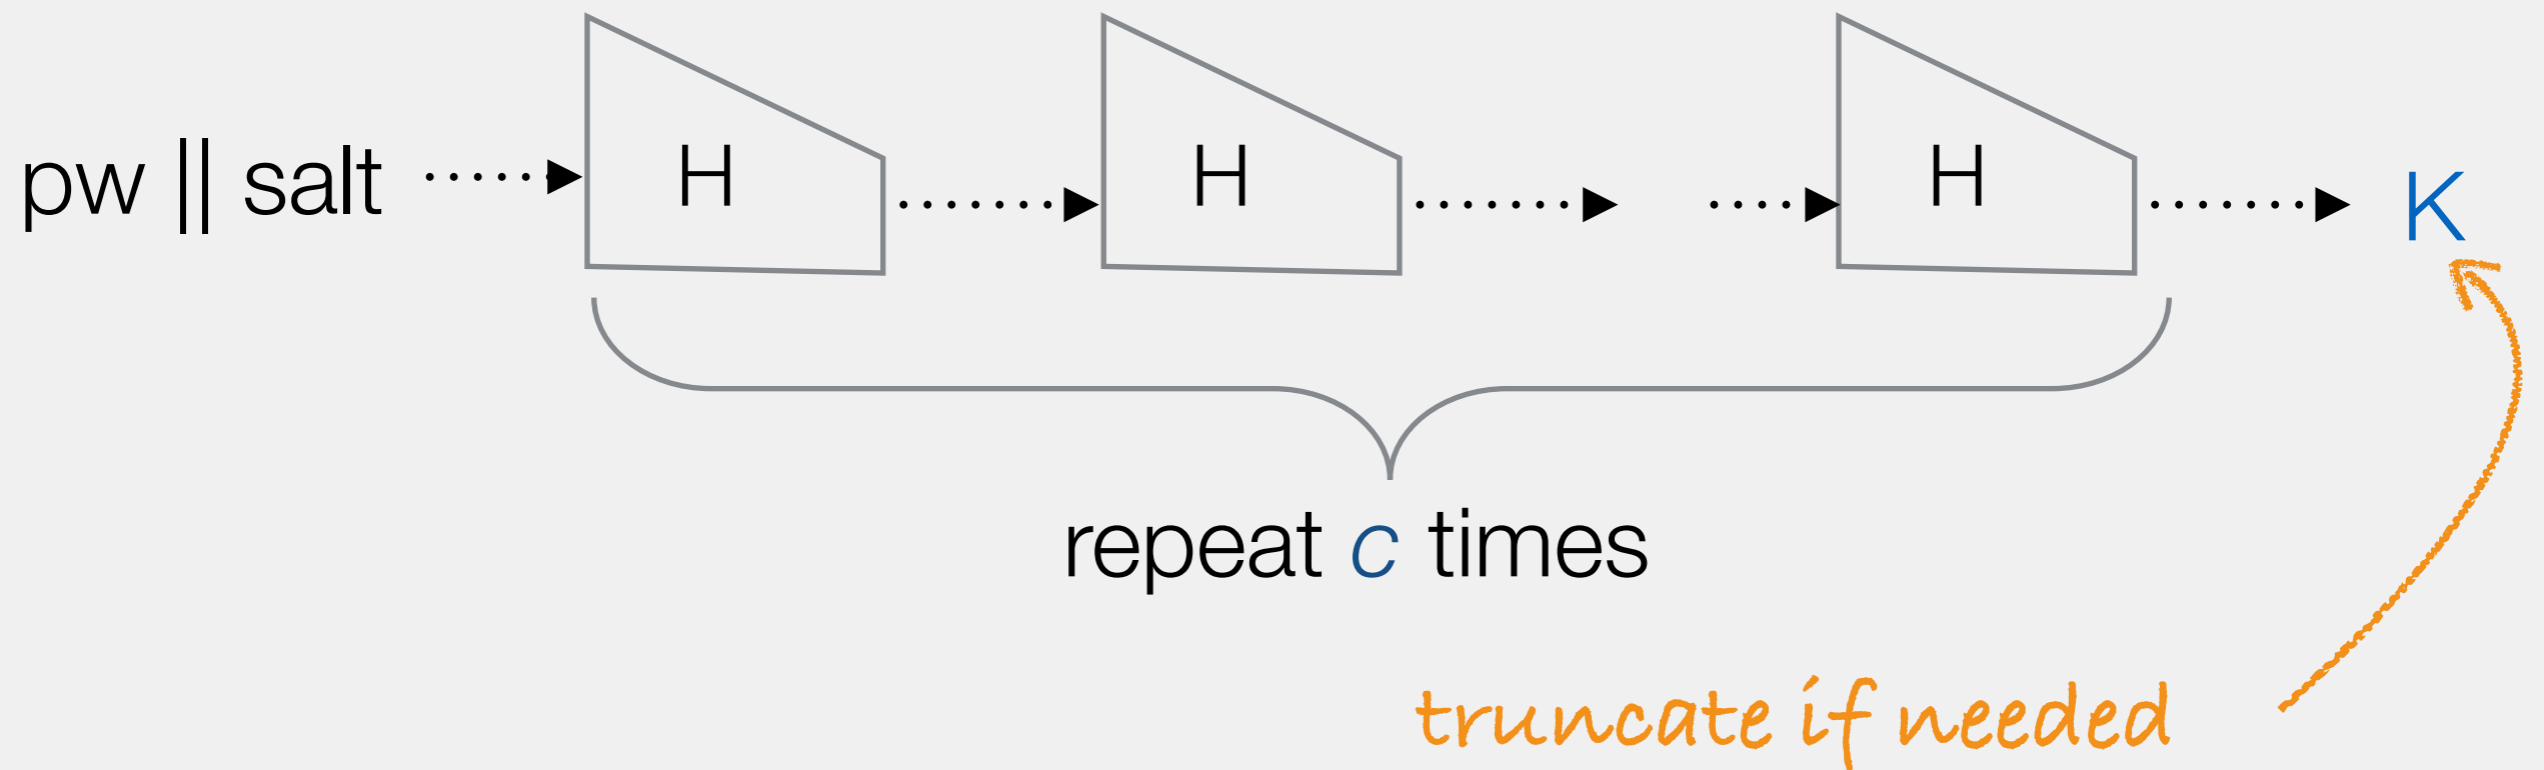 pw || salt
H
H
H
K
repeat c times
truncate if needed